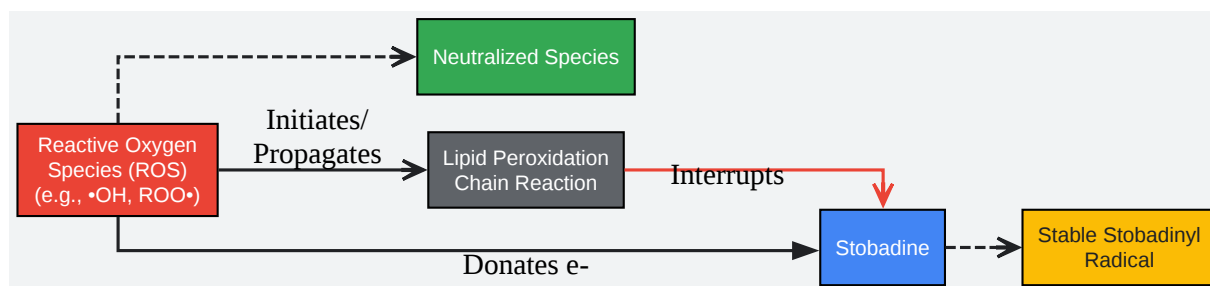 Neutralized Species
Initiates/
Propagates
Reactive Oxygen
Species (ROS)
(e.g., •OH, ROO•)
Lipid Peroxidation
Chain Reaction
Interrupts
Stobadine
Stable Stobadinyl
Radical
Donates e-